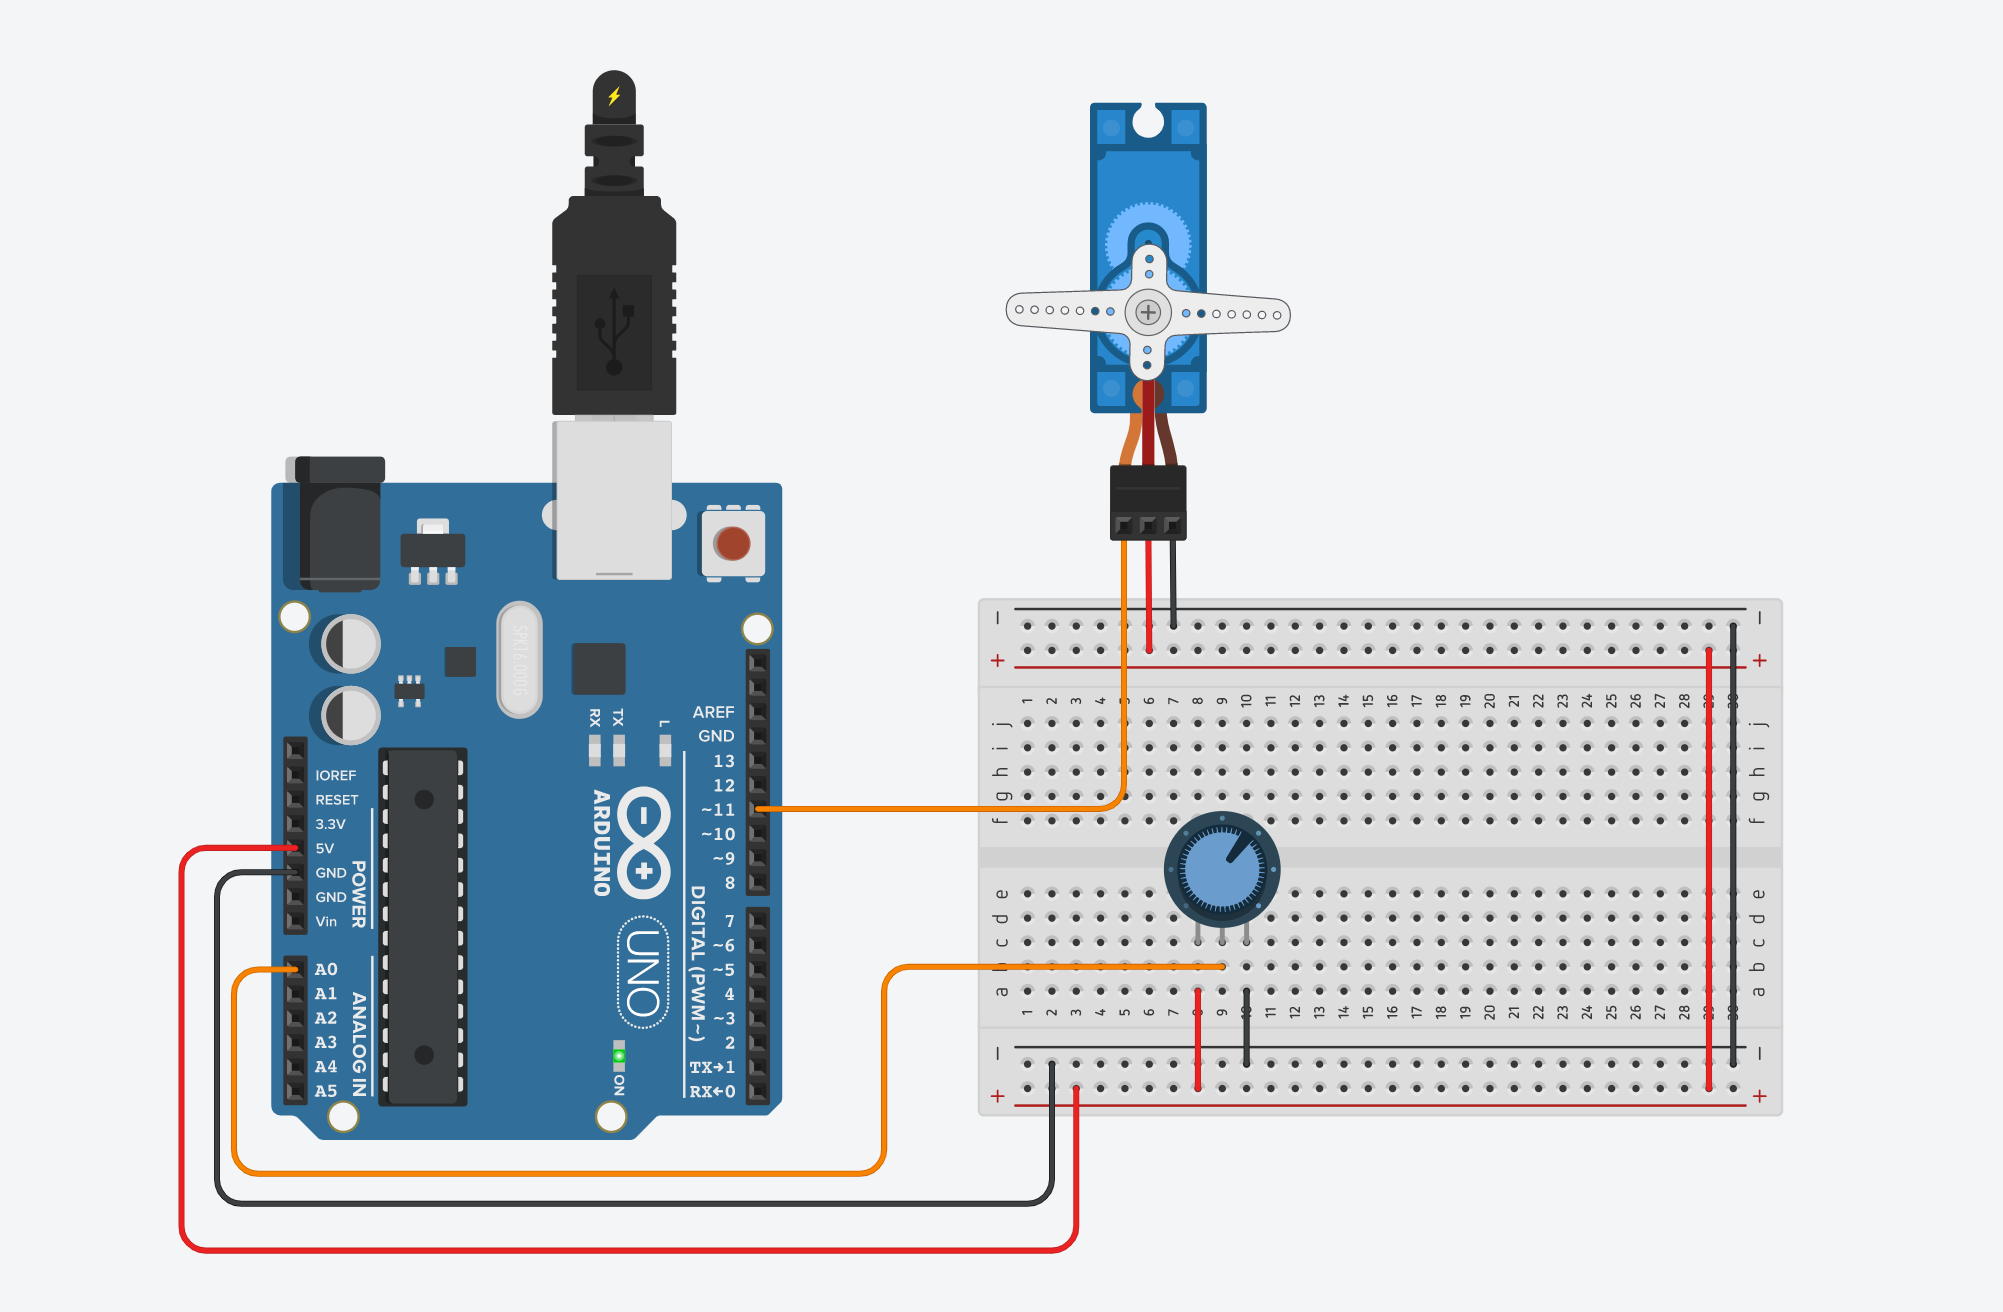 SPK16.000G
RX
TX
L
AREF
GND
13
12
~11
~10
~9
8
IOREF
RESET
3.3V
5V
GND
GND
Vin
POWER
ARDUINO
UNO
DIGITAL (PWM~)
7
~6
~5
4
~3
2
TX→1
RX←0
A0
A1
A2
A3
A4
A5
ANALOG IN
ON
− −
+ +
1 2 3 4 5 6 7 8 9 10 11 12 13 14 15 16 17 18 19 20 21 22 23 24 25 26 27 28 29 30
j j
i i
h h
g g
f f
e e
d d
c c
b b
a a
1 2 3 4 5 6 7 8 9 10 11 12 13 14 15 16 17 18 19 20 21 22 23 24 25 26 27 28 29 30
− −
+ +